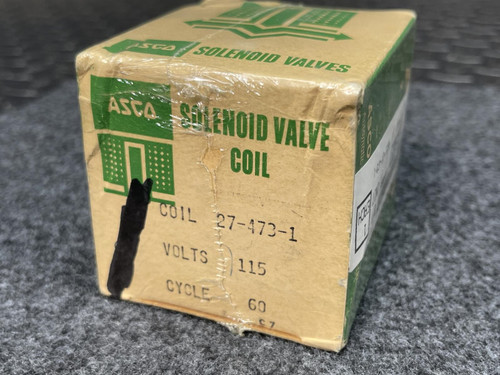 ASCO
SOLENOID VALVES
ASCO
SOLENOID VALVE
COIL
COIL 27-473-1
VOLTS 115
CYCLE 60